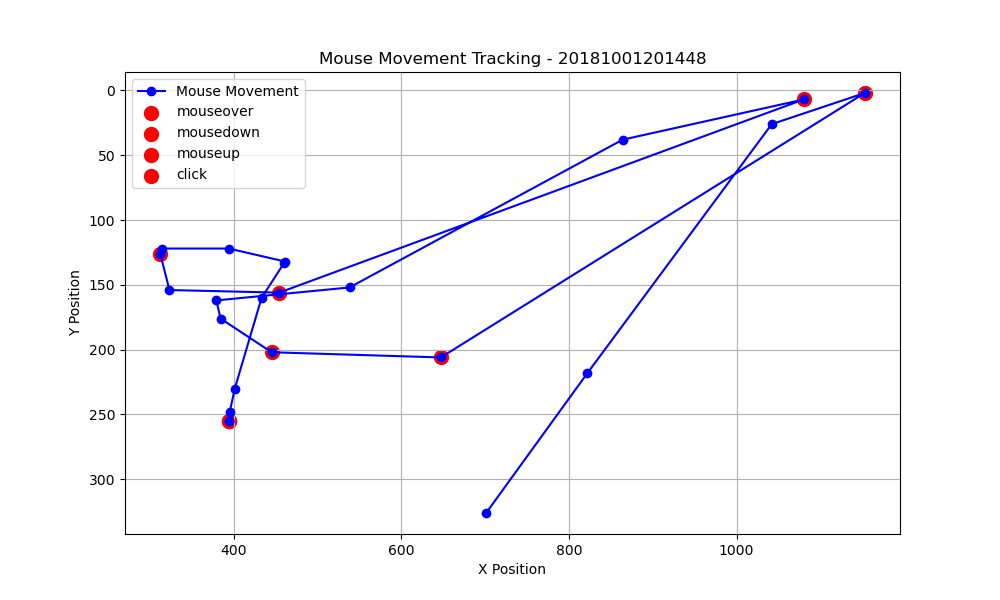 Mouse Movement Tracking - 20181001201448
Mouse Movement
mouseover
mousedown
mouseup
click
0
50
100
150
200
250
300
Y Position
400
600
800
1000
X Position